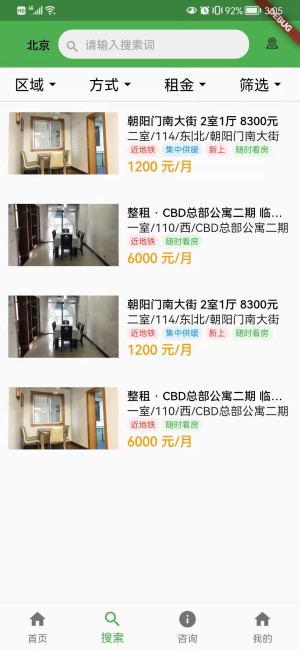 HD 92% 3:05
DEBUG
北京 请输入搜索词
区域 方式 租金 筛选
朝阳门南大街 2室1厅 8300元
二室/114/东|北/朝阳门南大街
近地铁 集中供暖 新上 随时看房
1200 元/月
整租 · CBD总部公寓二期 临...
一室/110/西/CBD总部公寓二期
近地铁 随时看房
6000 元/月
朝阳门南大街 2室1厅 8300元
二室/114/东|北/朝阳门南大街
近地铁 集中供暖 新上 随时看房
1200 元/月
整租 · CBD总部公寓二期 临...
一室/110/西/CBD总部公寓二期
近地铁 随时看房
6000 元/月
首页 搜索 咨询 我的